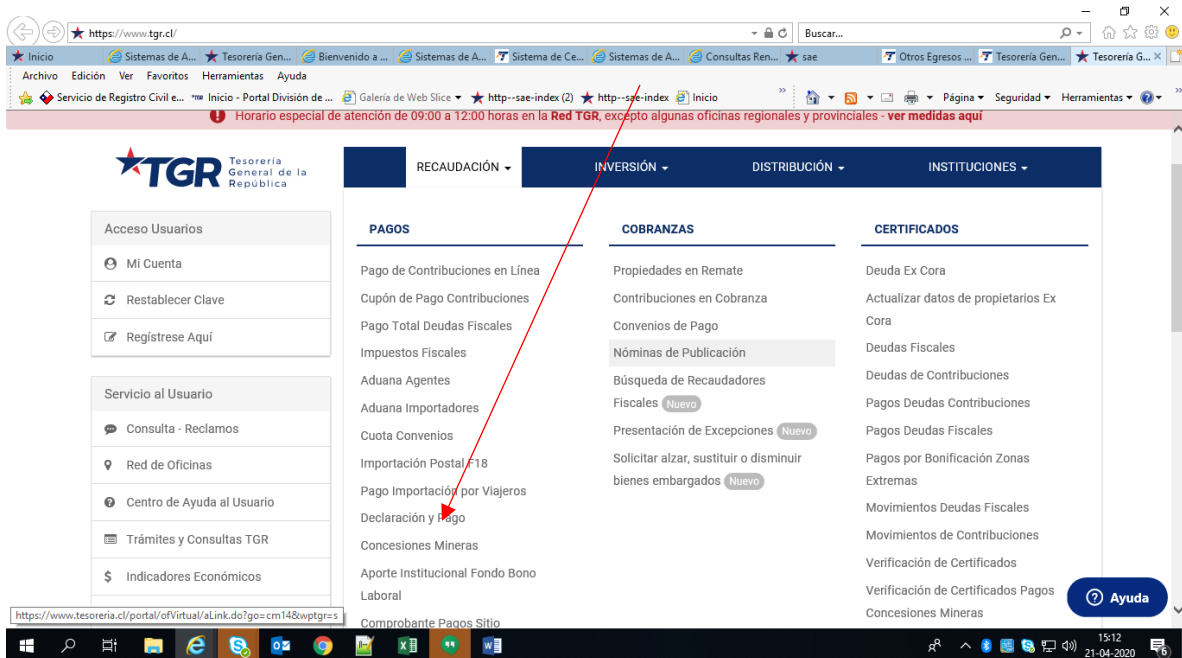 https://www.tgr.cl/
Buscar...
Inicio
Sistemas de A...
Tesorería Gen...
Bienvenido a ...
Sistemas de A...
Sistema de Ce...
Sistemas de A...
Consultas Ren...
sae
Otros Egresos ...
Tesorería Gen...
Tesorería G...
Archivo Edición Ver Favoritos Herramientas Ayuda
Servicio de Registro Civil e...
Inicio - Portal División de ...
Galería de Web Slice
http--sae-index (2)
http--sae-index
Inicio
Página
Seguridad
Herramientas
Horario especial de atención de 09:00 a 12:00 horas en la Red TGR, excepto algunas oficinas regionales y provinciales - ver medidas aquí
TGR
Tesorería
General de la
República
RECAUDACIÓN
INVERSIÓN
DISTRIBUCIÓN
INSTITUCIONES
Acceso Usuarios
Mi Cuenta
Restablecer Clave
Regístrese Aquí
Servicio al Usuario
Consulta - Reclamos
Red de Oficinas
Centro de Ayuda al Usuario
Trámites y Consultas TGR
Indicadores Económicos
PAGOS
Pago de Contribuciones en Línea
Cupón de Pago Contribuciones
Pago Total Deudas Fiscales
Impuestos Fiscales
Aduana Agentes
Aduana Importadores
Cuota Convenios
Importación Postal F18
Pago Importación por Viajeros
Declaración y Pago
Concesiones Mineras
Aporte Institucional Fondo Bono
Laboral
Comprobante Pagos Sitio
COBRANZAS
Propiedades en Remate
Contribuciones en Cobranza
Convenios de Pago
Nóminas de Publicación
Búsqueda de Recaudadores
Fiscales Nuevo
Presentación de Excepciones Nuevo
Solicitar alzar, sustituir o disminuir
bienes embargados Nuevo
CERTIFICADOS
Deuda Ex Cora
Actualizar datos de propietarios Ex
Cora
Deudas Fiscales
Deudas de Contribuciones
Pagos Deudas Contribuciones
Pagos Deudas Fiscales
Pagos por Bonificación Zonas
Extremas
Movimientos Deudas Fiscales
Movimientos de Contribuciones
Verificación de Certificados
Verificación de Certificados Pagos
Concesiones Mineras
Ayuda
https://www.tesoreria.cl/portal/ofVirtual/aLink.do?go=cm14&wptgr=s
15:12
21-04-2020
6